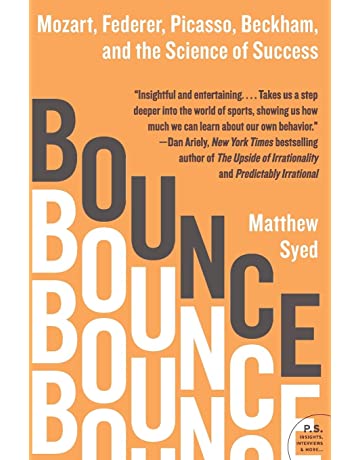 Mozart, Federer, Picasso, Beckham,
and the Science of Success
"Insightful and entertaining. . . . Takes us a step
deeper into the world of sports, showing us how
much we can learn about our own behavior."
—Dan Ariely, New York Times bestselling
author of The Upside of Irrationality
and Predictably Irrational
BOUNCE
Matthew
Syed
BOUNCE
BOUNCE
BOUNCE
P.S.
INSIGHTS,
INTERVIEWS
& MORE...